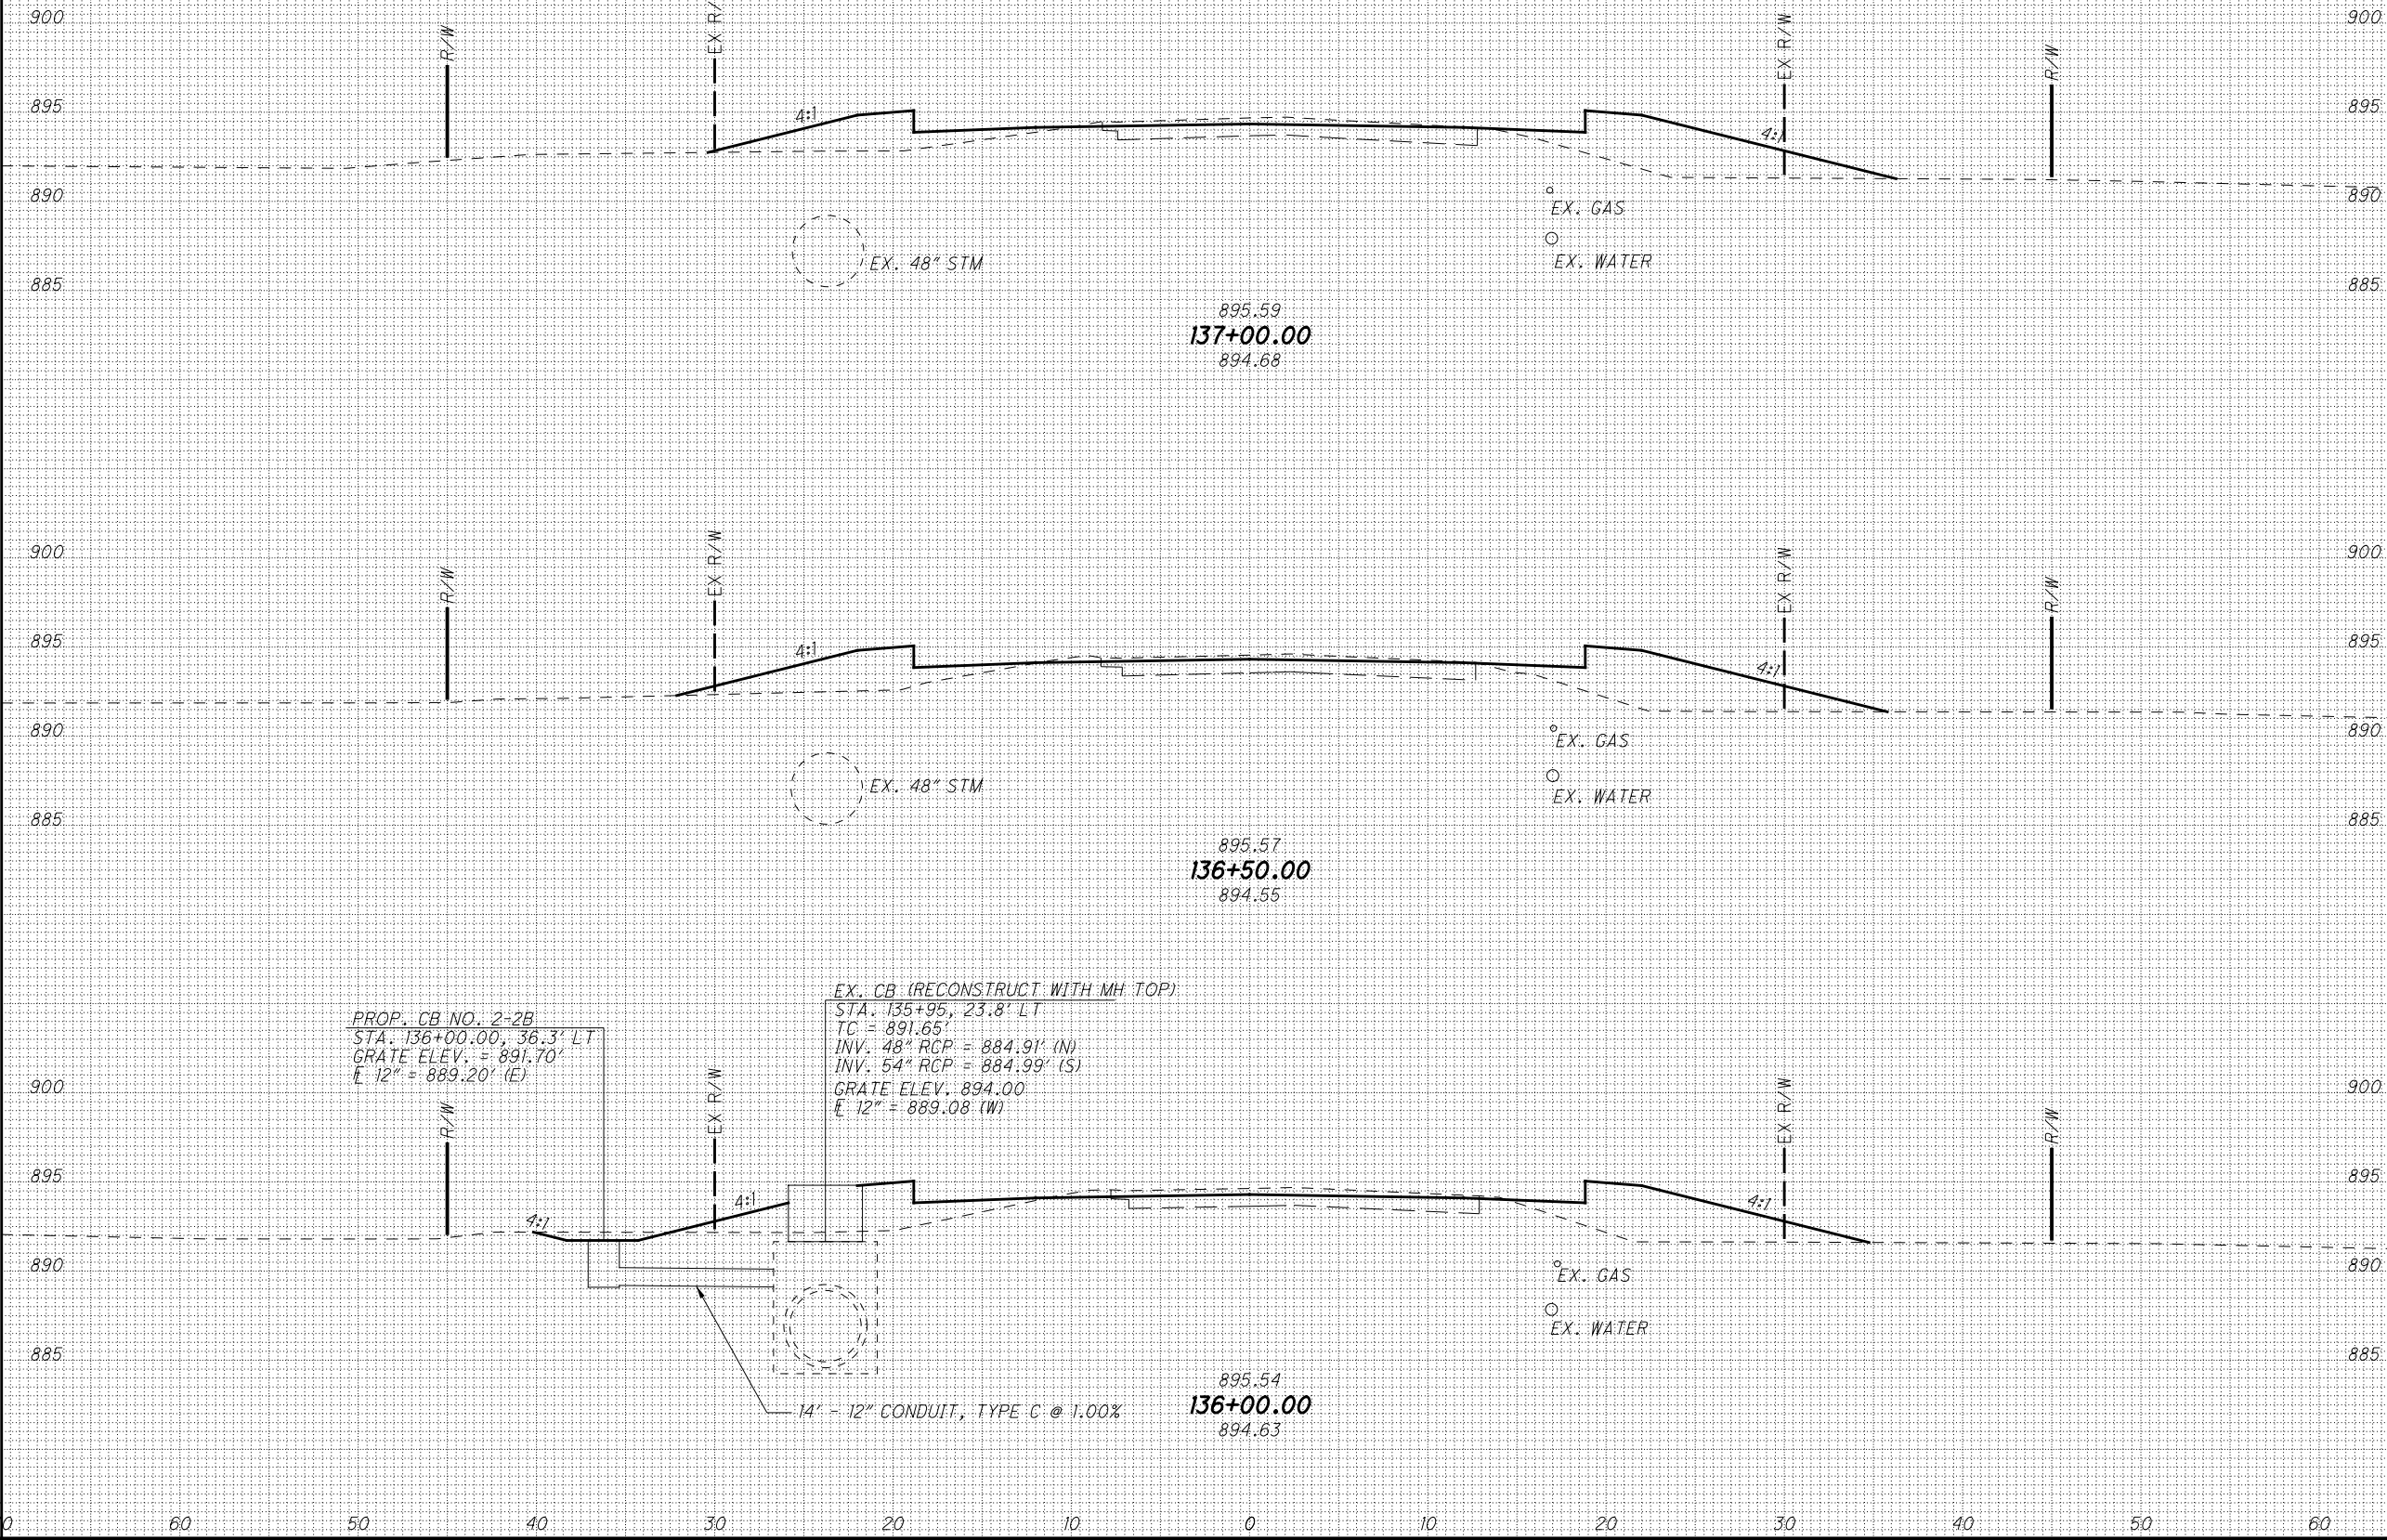 900
EX R/
EX R/W
900
R/W
R/W
895
4:1
4:1
895
890
890
EX. GAS
EX. 48" STM
EX. WATER
885
885
895.59
137+00.00
894.68
900
EX R/W
EX R/W
900
R/W
R/W
895
4:1
4:1
895
890
EX. GAS
890
EX. 48" STM
EX. WATER
885
885
895.57
136+50.00
894.55
PROP. CB NO. 2-2B
STA. 136+00.00, 36.3' LT
GRATE ELEV. = 891.70'
FL 12" = 889.20' (E)
EX. CB (RECONSTRUCT WITH MH TOP)
STA. 135+95, 23.8' LT
TC = 891.65'
INV. 48" RCP = 884.91' (N)
INV. 54" RCP = 884.99' (S)
GRATE ELEV. 894.00
FL 12" = 889.08 (W)
900
EX R/W
EX R/W
900
R/W
R/W
895
4:1
4:1
4:1
895
890
EX. GAS
890
EX. WATER
885
885
895.54
14' - 12" CONDUIT, TYPE C @ 1.00%
136+00.00
894.63
0 60 50 40 30 20 10 0 10 20 30 40 50 60